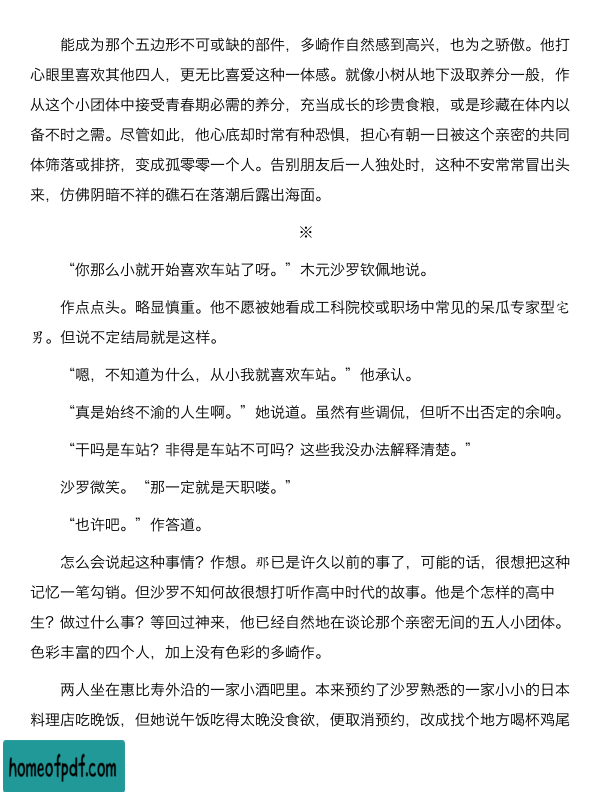 能成为那个五边形不可或缺的部件，多崎作自然感到高兴，也为之骄傲。他打
心眼里喜欢其他四人，更无比喜爱这种一体感。就像小树从地下汲取养分一般，作
从这个小团体中接受青春期必需的养分，充当成长的珍贵食粮，或是珍藏在体内以
备不时之需。尽管如此，他心底却时常有种恐惧，担心有朝一日被这个亲密的共同
体筛落或排挤，变成孤零零一个人。告别朋友后一人独处时，这种不安常常冒出头
来，仿佛阴暗不祥的礁石在落潮后露出海面。
※
“你那么小就开始喜欢车站了呀。”木元沙罗钦佩地说。
作点点头。略显慎重。他不愿被她看成工科院校或职场中常见的呆瓜专家型宅
男。但说不定结局就是这样。
“嗯，不知道为什么，从小我就喜欢车站。”他承认。
“真是始终不渝的人生啊。”她说道。虽然有些调侃，但听不出否定的余响。
“干吗是车站？非得是车站不可吗？这些我没办法解释清楚。”
沙罗微笑。“那一定就是天职喽。”
“也许吧。”作答道。
怎么会说起这种事情？作想。那已是许久以前的事了，可能的话，很想把这种
记忆一笔勾销。但沙罗不知何故很想打听作高中时代的故事。他是个怎样的高中
生？做过什么事？等回过神来，他已经自然地在谈论那个亲密无间的五人小团体。
色彩丰富的四个人，加上没有色彩的多崎作。
两人坐在惠比寿外沿的一家小酒吧里。本来预约了沙罗熟悉的一家小小的日本
料理店吃晚饭，但她说午饭吃得太晚没食欲，便取消预约，改成找个地方喝杯鸡尾
homeofpdf.com